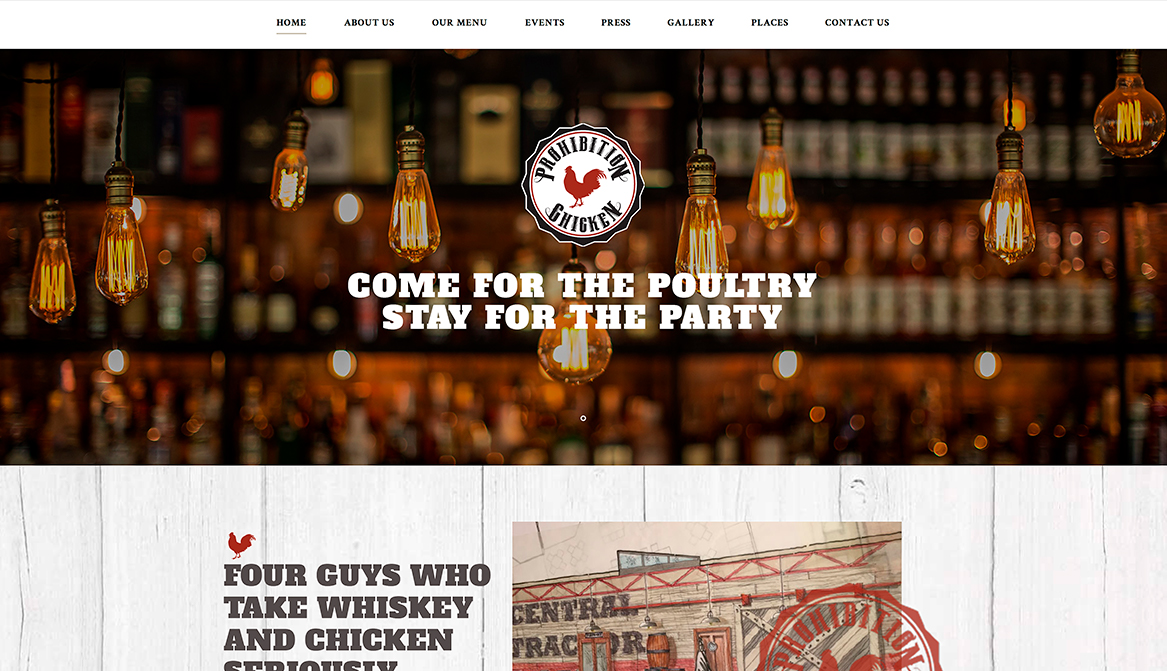 HOME ABOUT US OUR MENU EVENTS PRESS GALLERY PLACES CONTACT US
PROHIBITION
CHICKEN
COME FOR THE POULTRY
STAY FOR THE PARTY
FOUR GUYS WHO
TAKE WHISKEY
AND CHICKEN
SERIOUSLY
CENTRAL
TRACTOR
PROHIBITION